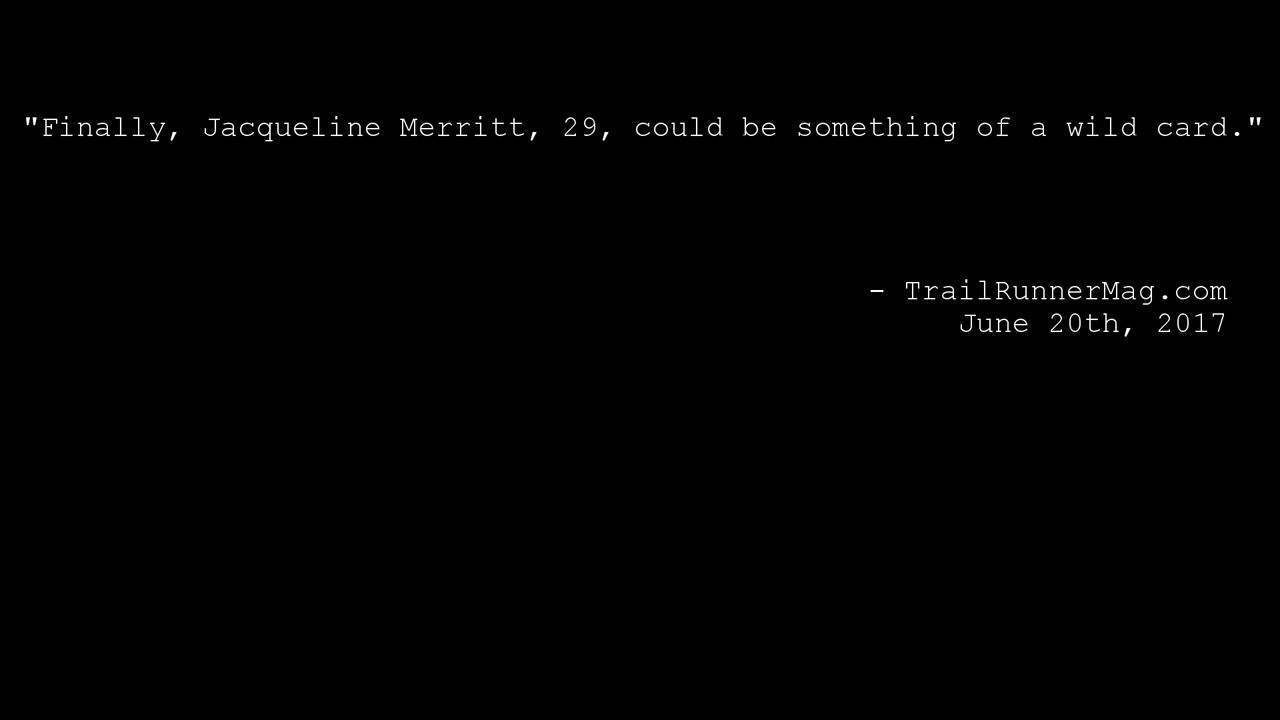 "Finally, Jacqueline Merritt, 29, could be something of a wild card."
- TrailRunnerMag.com
June 20th, 2017